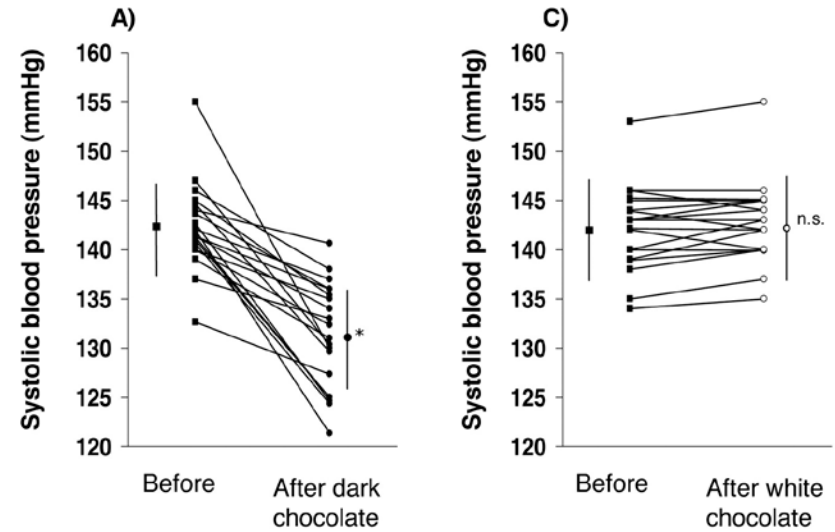 A)
Systolic blood pressure (mmHg)
160
155
150
145
140
135
130
125
120
*
Before
After dark
chocolate
C)
Systolic blood pressure (mmHg)
160
155
150
145
140
135
130
125
120
n.s.
Before
After white
chocolate